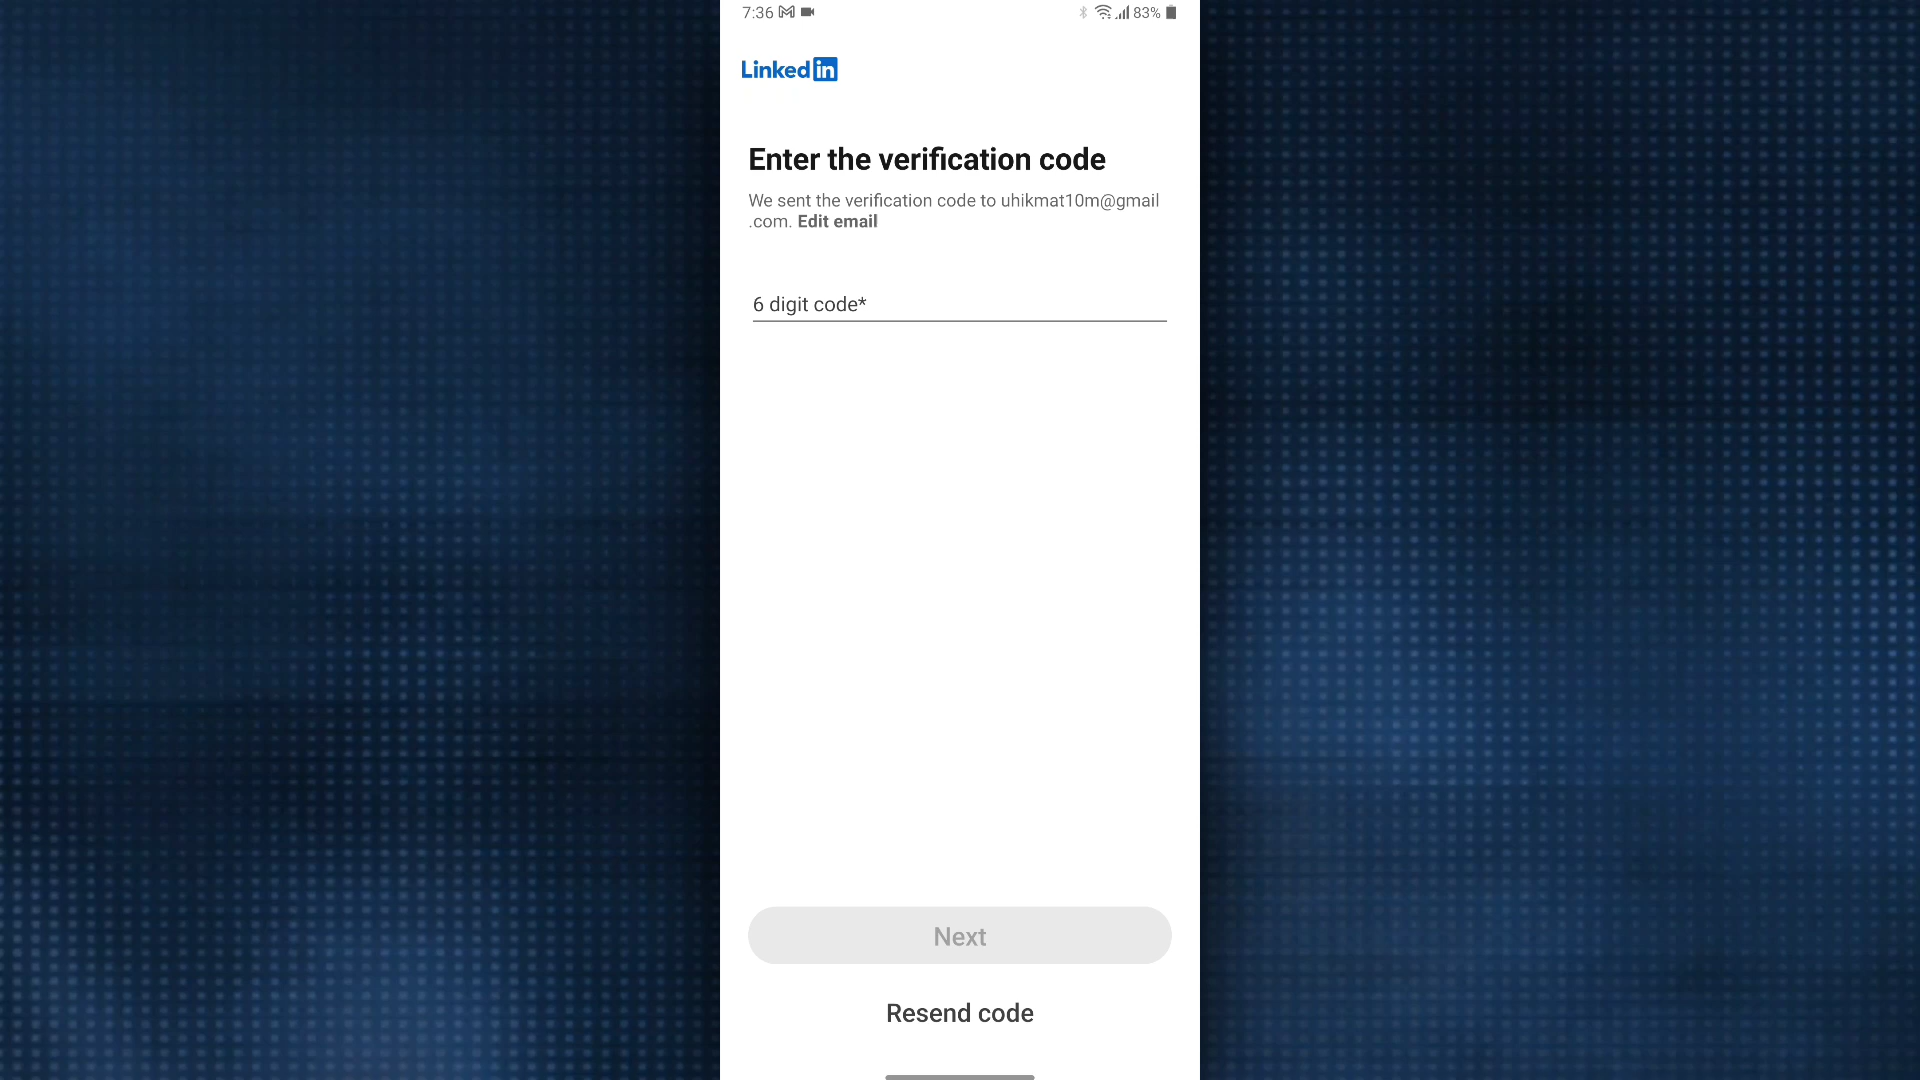 7:36 83%
Linked in
Enter the verification code
We sent the verification code to uhikmat10m@gmail
.com. Edit email
6 digit code*
Next
Resend code